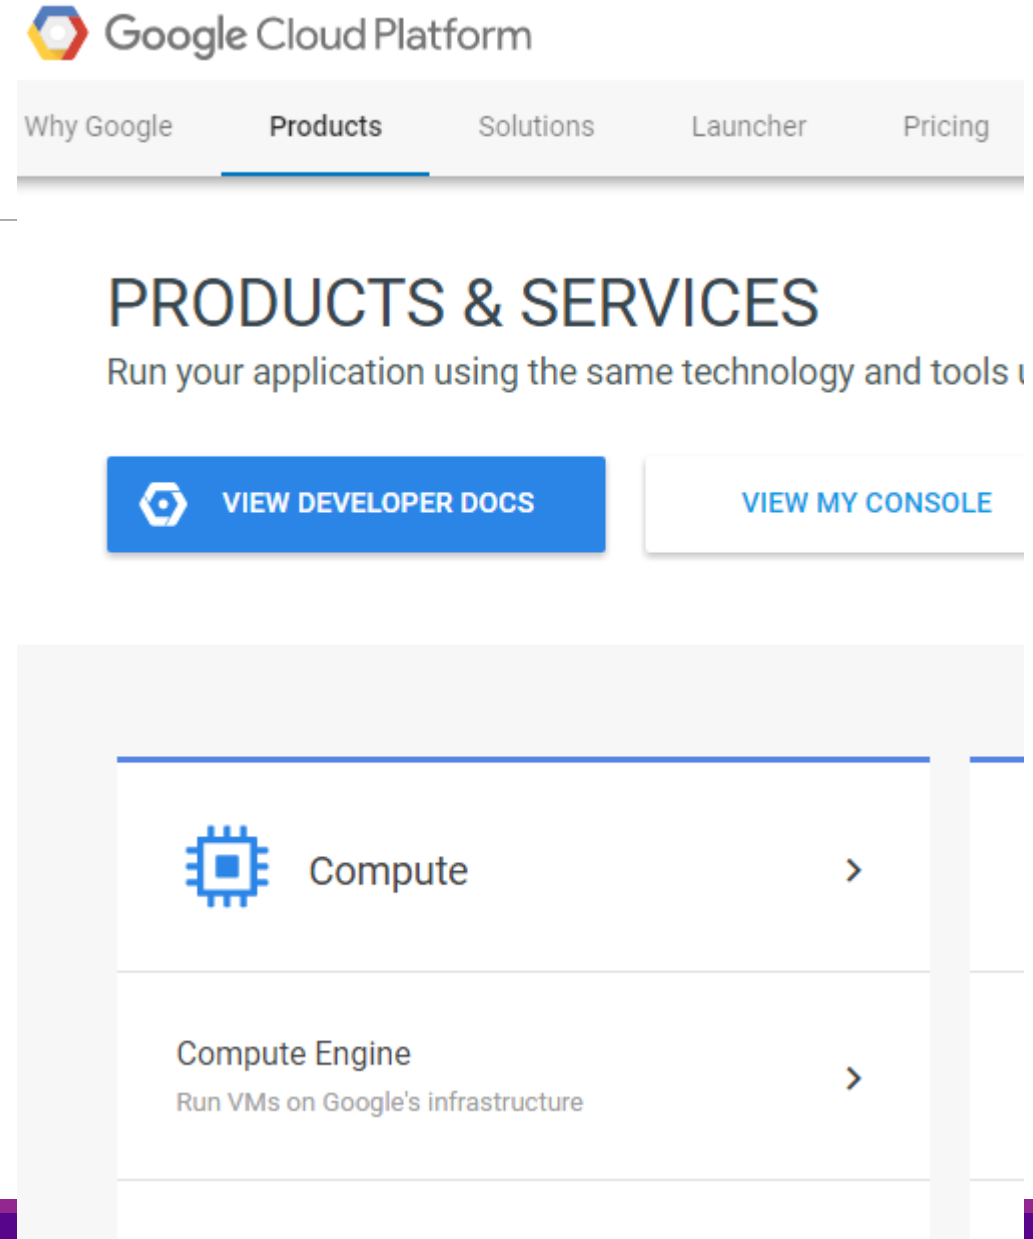 Google Cloud Platform
Why Google Products Solutions Launcher Pricing
PRODUCTS & SERVICES
Run your application using the same technology and tools
VIEW DEVELOPER DOCS VIEW MY CONSOLE
Compute
Compute Engine
Run VMs on Google's infrastructure